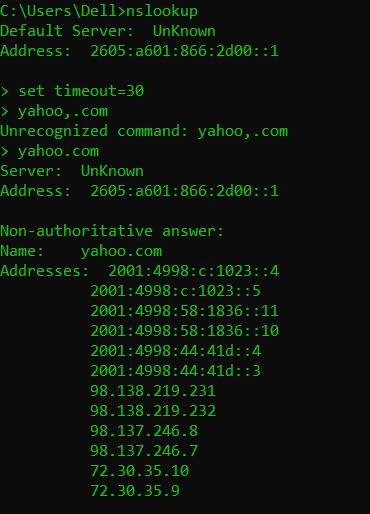 C:\Users\Dell>nslookup
Default Server:  UnKnown
Address:  2605:a601:866:2d00::1
> set timeout=30
> yahoo,.com
Unrecognized command: yahoo,.com
> yahoo.com
Server:  UnKnown
Address:  2605:a601:866:2d00::1
Non-authoritative answer:
Name:    yahoo.com
Addresses:  2001:4998:c:1023::4
2001:4998:c:1023::5
2001:4998:58:1836::11
2001:4998:58:1836::10
2001:4998:44:41d::4
2001:4998:44:41d::3
98.138.219.231
98.138.219.232
98.137.246.8
98.137.246.7
72.30.35.10
72.30.35.9